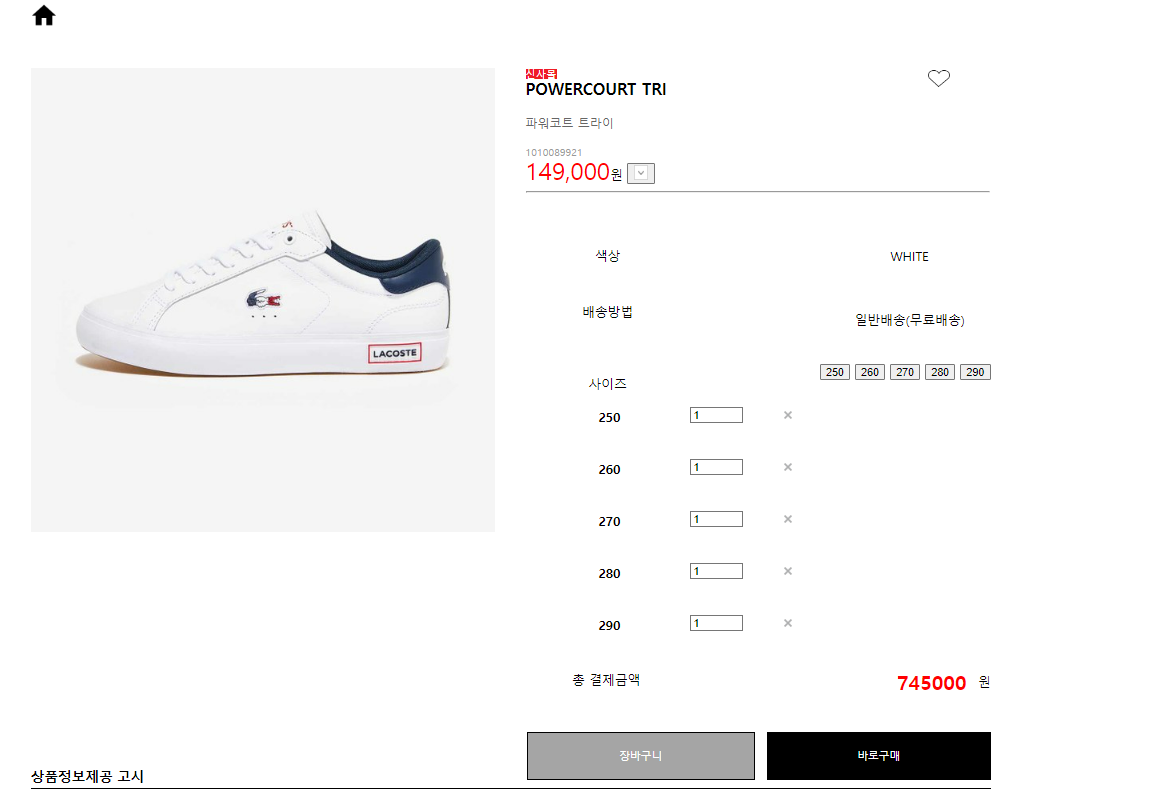 신상품
POWERCOURT TRI
파워코트 트라이
1010089921
149,000원
색상 WHITE
배송방법 일반배송(무료배송)
사이즈 250 260 270 280 290
250 1 ×
260 1 ×
270 1 ×
280 1 ×
290 1 ×
총 결제금액 745000 원
장바구니 바로구매
상품정보제공 고시
LACOSTE